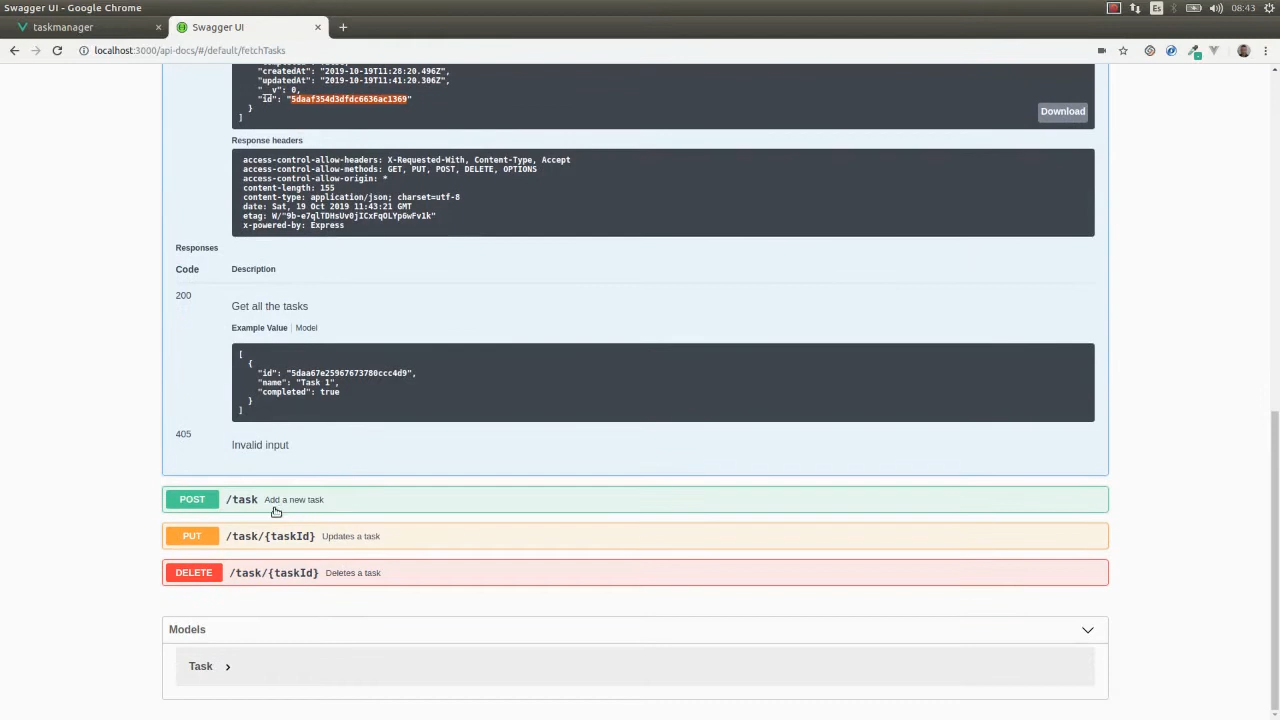 Swagger UI - Google Chrome
Es
08:43
taskmanager
Swagger UI
localhost:3000/api-docs/#/default/fetchTasks
"createdAt": "2019-10-19T11:28:20.496Z",
"updatedAt": "2019-10-19T11:41:20.306Z",
"__v": 0,
"id": "5daaf354d3dfdc6636ac1369"
}
]
Download
Response headers
access-control-allow-headers: X-Requested-With, Content-Type, Accept
access-control-allow-methods: GET, PUT, POST, DELETE, OPTIONS
access-control-allow-origin: *
content-length: 155
content-type: application/json; charset=utf-8
date: Sat, 19 Oct 2019 11:43:21 GMT
etag: W/"9b-e7qlTDHsUv0jICxFqOLYp6wFv1k"
x-powered-by: Express
Responses
Code
Description
200
Get all the tasks
Example Value | Model
[
{
"id": "5daa67e25967673780ccc4d9",
"name": "Task 1",
"completed": true
}
]
405
Invalid input
POST /task Add a new task
PUT /task/{taskId} Updates a task
DELETE /task/{taskId} Deletes a task
Models
Task